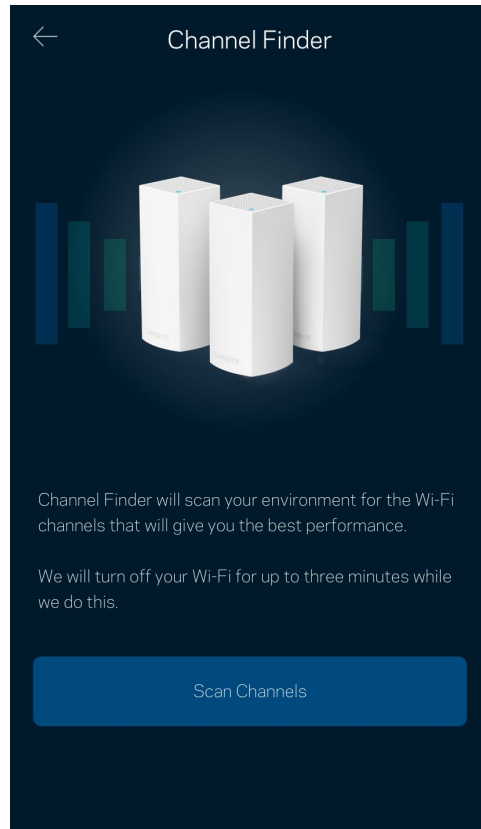 Channel Finder
Channel Finder will scan your environment for the Wi-Fi
channels that will give you the best performance.
We will turn off your Wi-Fi for up to three minutes while
we do this.
Scan Channels